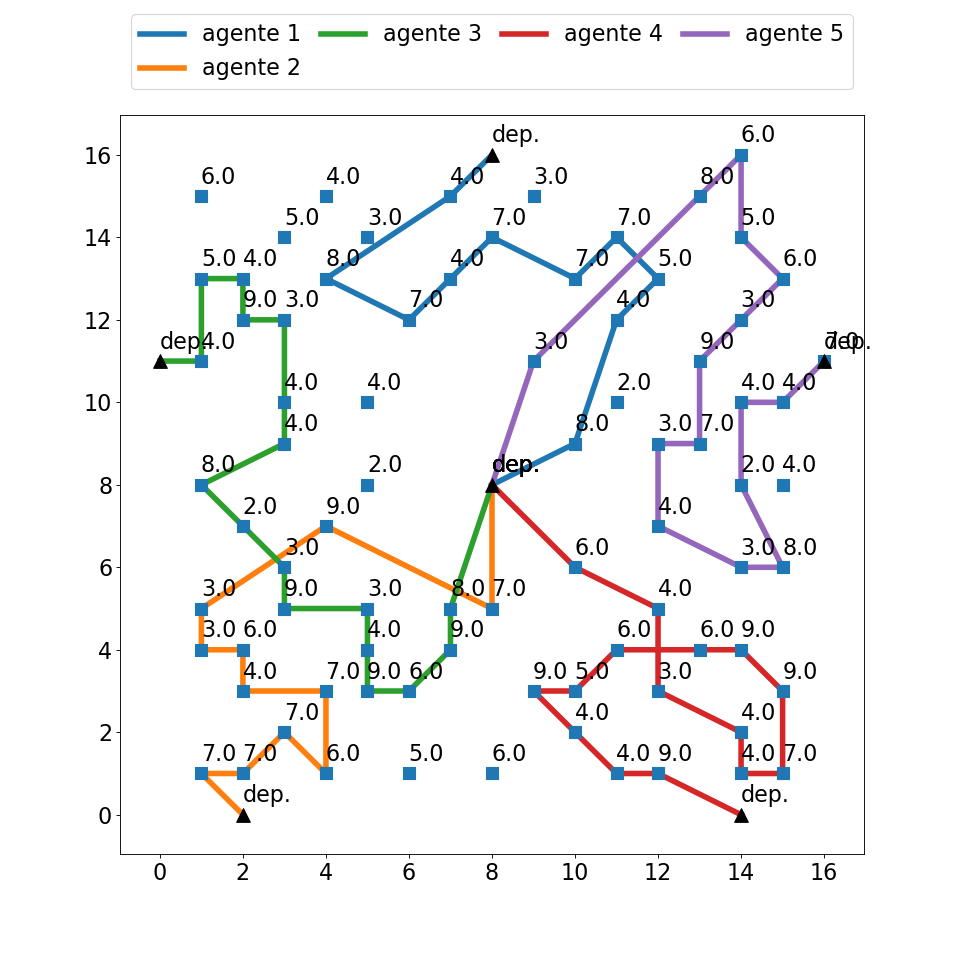 agente 1 agente 3 agente 4 agente 5
agente 2
dep.
6.0
16
6.0 4.0 4.0 3.0 8.0
5.0 3.0 7.0 7.0 5.0
14
5.0 4.0 8.0 4.0 7.0 5.0 6.0
9.0 3.0 7.0 4.0 3.0
12
dep. 4.0 3.0 9.0 7.0 dep.
4.0 4.0 2.0 4.0 4.0
10
4.0 8.0 3.0 7.0
8.0 2.0 dep. 2.0 4.0
8
2.0 9.0 4.0
3.0 6.0 3.0 8.0
6
3.0 9.0 3.0 8.0 7.0 4.0
3.0 6.0 4.0 9.0 6.0 6.0 9.0
4
4.0 7.0 9.0 6.0 9.0 5.0 3.0 9.0
7.0 4.0 4.0
2
7.0 7.0 6.0 5.0 6.0 4.0 9.0 4.0 7.0
dep. dep.
0
0 2 4 6 8 10 12 14 16